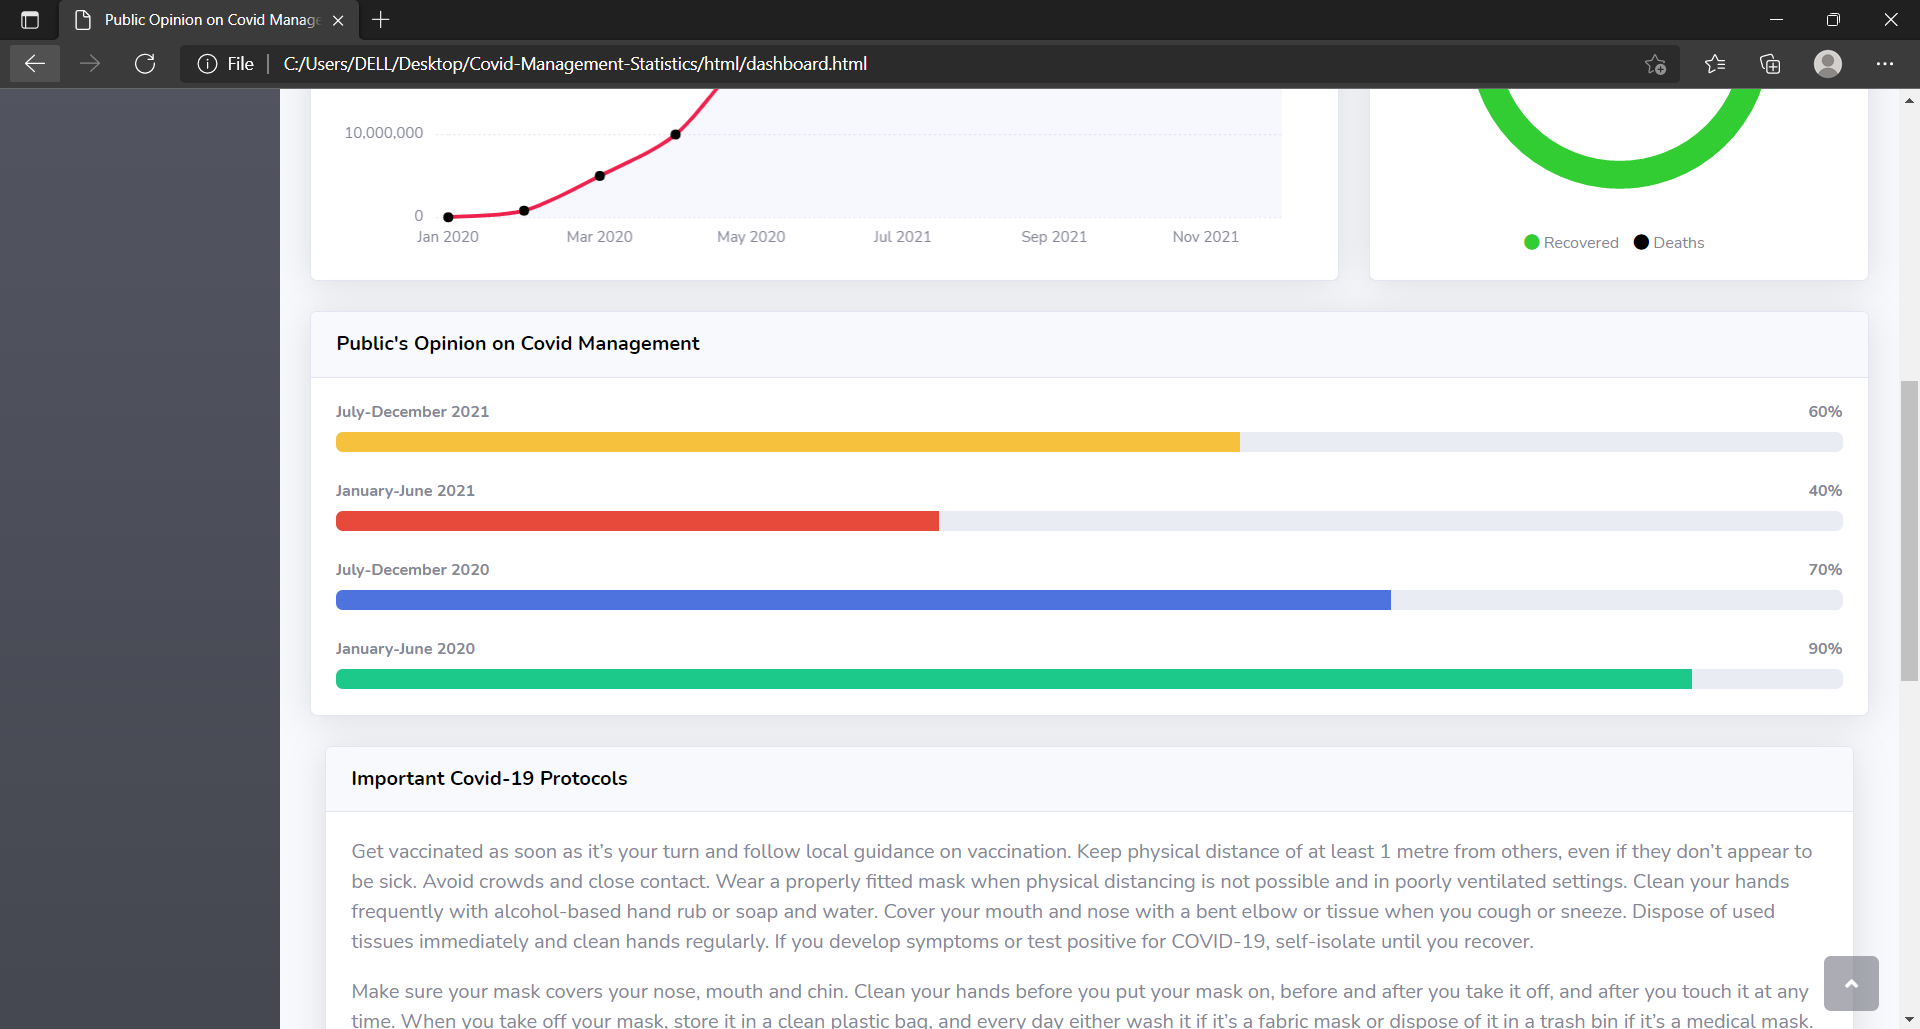 Public Opinion on Covid Manage
File
C:/Users/DELL/Desktop/Covid-Management-Statistics/html/dashboard.html
10,000,000
0
Jan 2020 Mar 2020 May 2020 Jul 2021 Sep 2021 Nov 2021
Recovered Deaths
Public's Opinion on Covid Management
July-December 2021 60%
January-June 2021 40%
July-December 2020 70%
January-June 2020 90%
Important Covid-19 Protocols
Get vaccinated as soon as it’s your turn and follow local guidance on vaccination. Keep physical distance of at least 1 metre from others, even if they don’t appear to
be sick. Avoid crowds and close contact. Wear a properly fitted mask when physical distancing is not possible and in poorly ventilated settings. Clean your hands
frequently with alcohol-based hand rub or soap and water. Cover your mouth and nose with a bent elbow or tissue when you cough or sneeze. Dispose of used
tissues immediately and clean hands regularly. If you develop symptoms or test positive for COVID-19, self-isolate until you recover.
Make sure your mask covers your nose, mouth and chin. Clean your hands before you put your mask on, before and after you take it off, and after you touch it at any
time. When you take off your mask, store it in a clean plastic bag, and every day either wash it if it’s a fabric mask or dispose of it in a trash bin if it’s a medical mask.